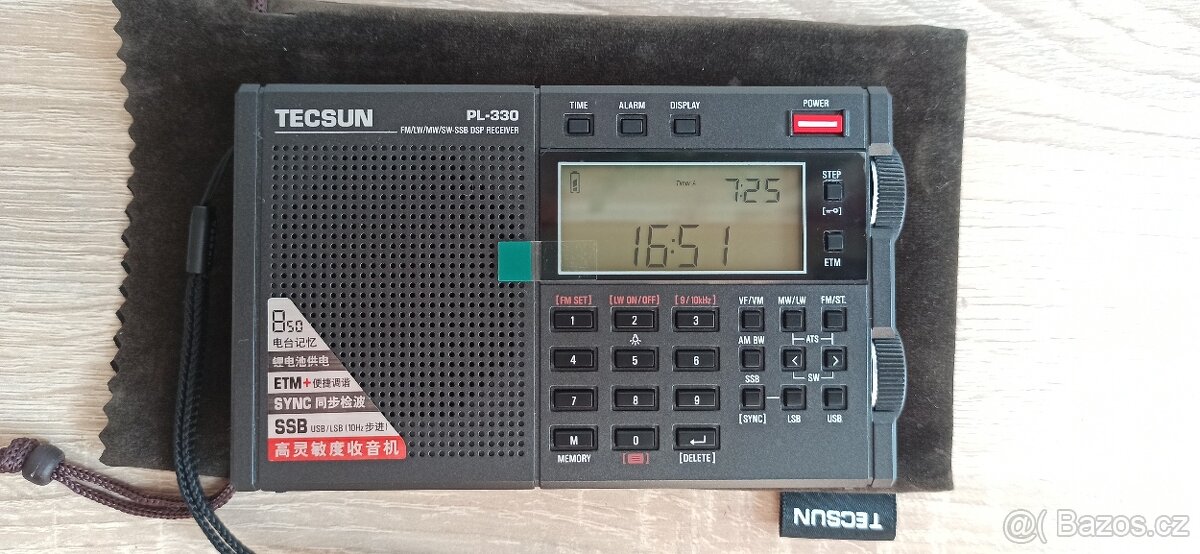 TECSUN
PL-330
FM/LW/MW/SW-SSB DSP RECEIVER
TIME ALARM DISPLAY POWER
Timer A 7:25
16:51
STEP
ETM
[FM SET] [LW ON/OFF] [9/10kHz] VF/VM MW/LW FM/ST.
1 2 3
AM BW ATS
4 5 6 < >
SSB SW
7 8 9
[SYNC] LSB USB
M 0
MEMORY [DELETE]
850
电台记忆
锂电池供电
ETM+ 便捷调谐
SYNC 同步检波
SSB USB/LSB (10Hz 步进)
高灵敏度收音机
TECSUN
@( Bazos.cz